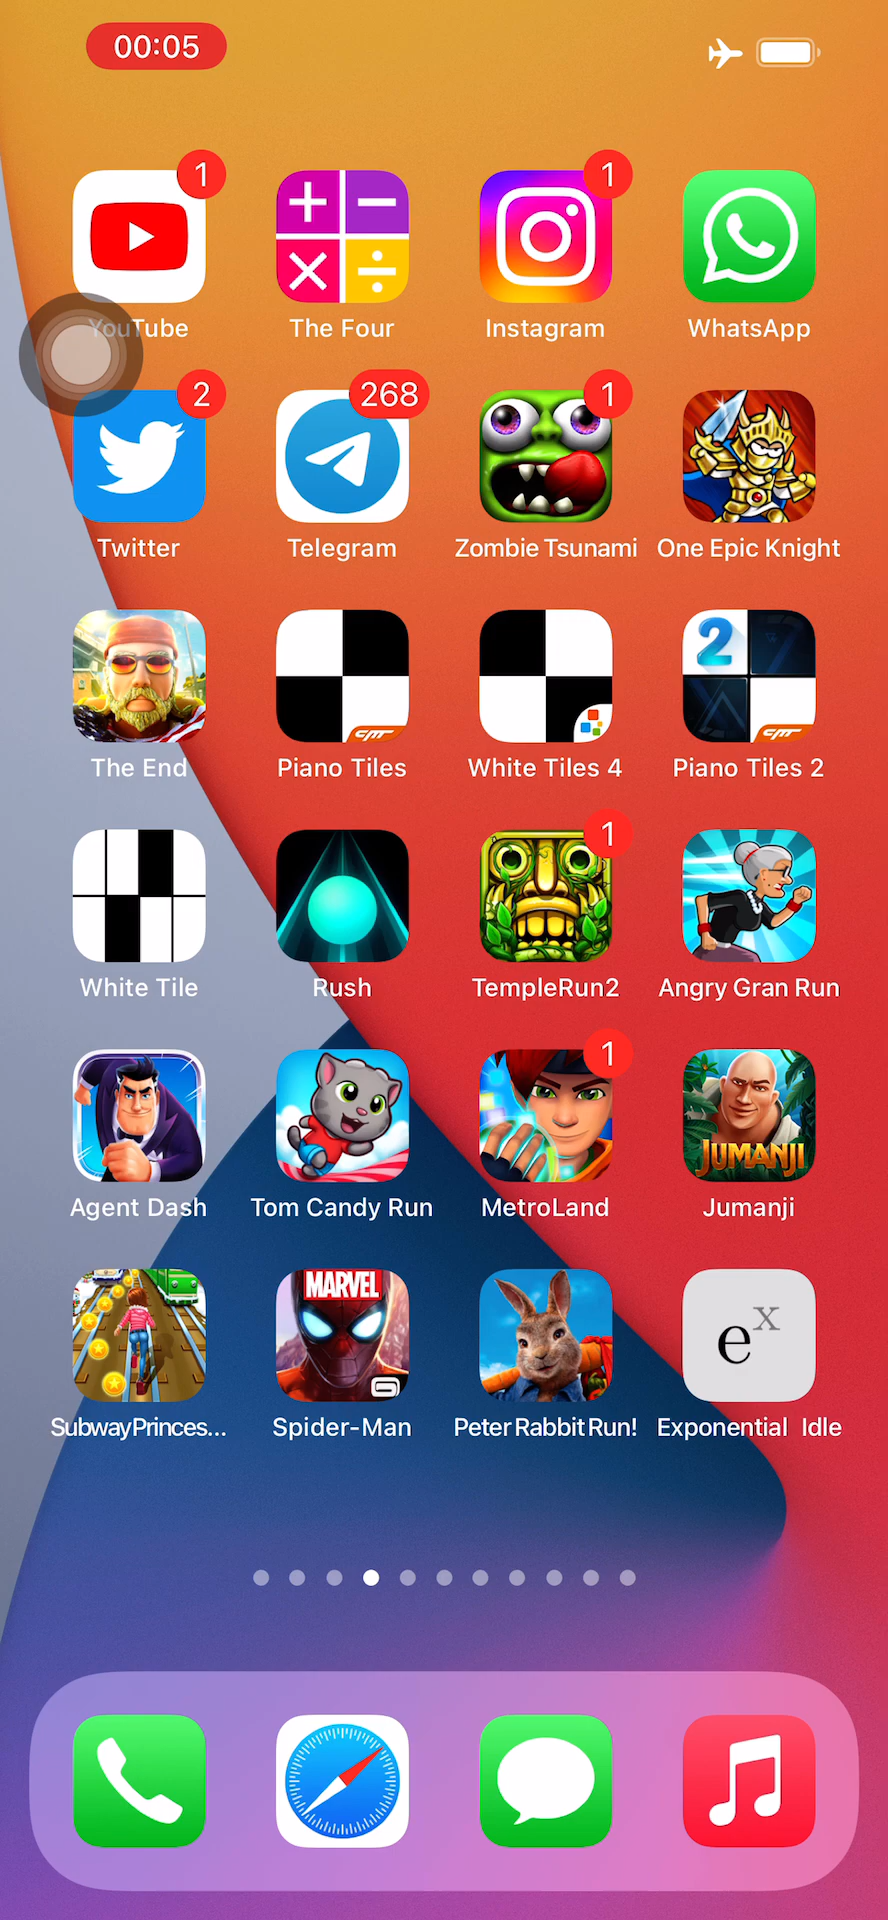 00:05
1
1
YouTube
The Four
Instagram
WhatsApp
2
268
1
Twitter
Telegram
Zombie Tsunami
One Epic Knight
2
The End
Piano Tiles
White Tiles 4
Piano Tiles 2
1
White Tile
Rush
TempleRun2
Angry Gran Run
1
JUMANJI
Agent Dash
Tom Candy Run
MetroLand
Jumanji
MARVEL
e^x
SubwayPrinces...
Spider-Man
Peter Rabbit Run!
Exponential Idle